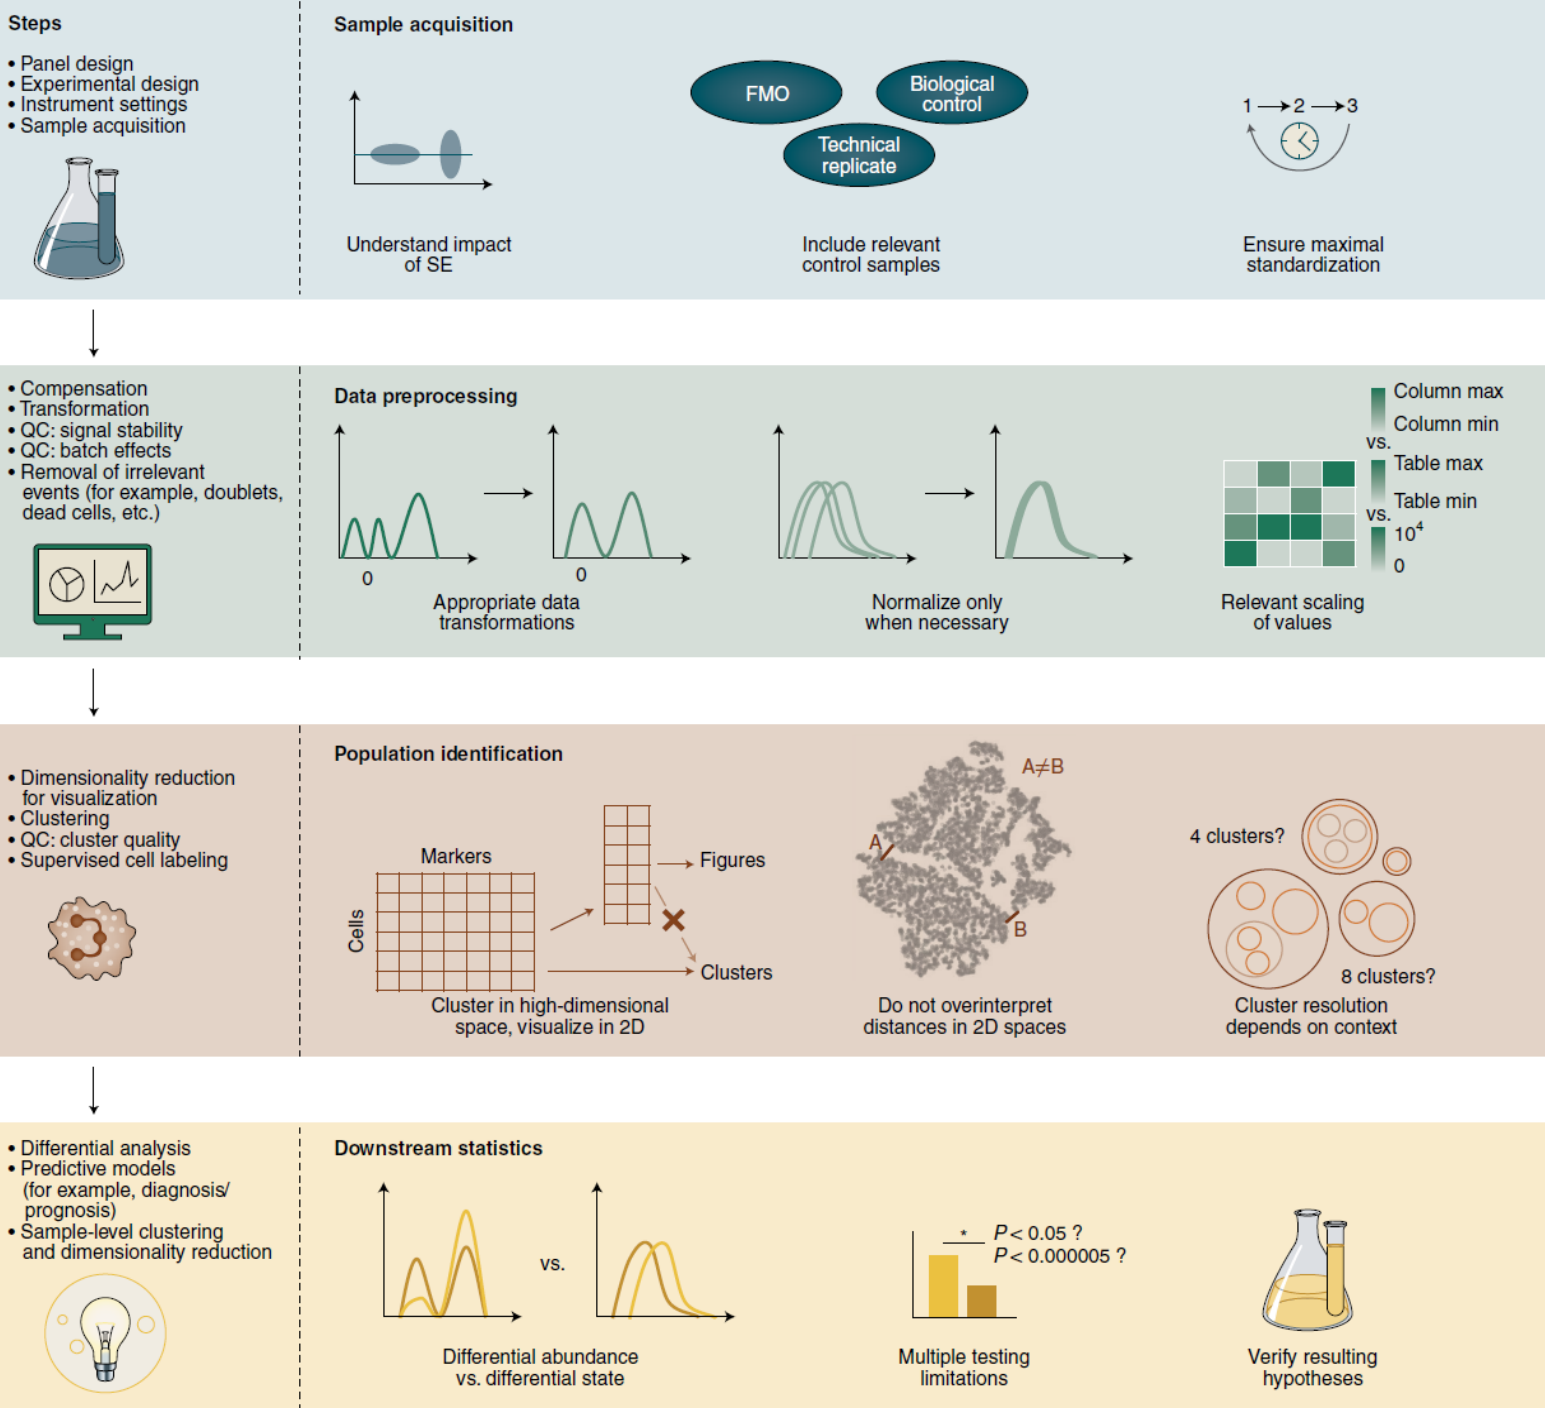 Steps
• Panel design
• Experimental design
• Instrument settings
• Sample acquisition
Sample acquisition
Understand impact
of SE
FMO
Biological
control
Technical
replicate
Include relevant
control samples
1 → 2 → 3
Ensure maximal
standardization
• Compensation
• Transformation
• QC: signal stability
• QC: batch effects
• Removal of irrelevant
events (for example, doublets,
dead cells, etc.)
Data preprocessing
0
0
Appropriate data
transformations
Normalize only
when necessary
Column max
Column min
vs.
Table max
Table min
vs.
10⁴
0
Relevant scaling
of values
• Dimensionality reduction
for visualization
• Clustering
• QC: cluster quality
• Supervised cell labeling
Population identification
Markers
Cells
Figures
Clusters
Cluster in high-dimensional
space, visualize in 2D
A≠B
A
B
Do not overinterpret
distances in 2D spaces
4 clusters?
8 clusters?
Cluster resolution
depends on context
• Differential analysis
• Predictive models
(for example, diagnosis/
prognosis)
• Sample-level clustering
and dimensionality reduction
Downstream statistics
vs.
Differential abundance
vs. differential state
*
P < 0.05 ?
P < 0.000005 ?
Multiple testing
limitations
Verify resulting
hypotheses